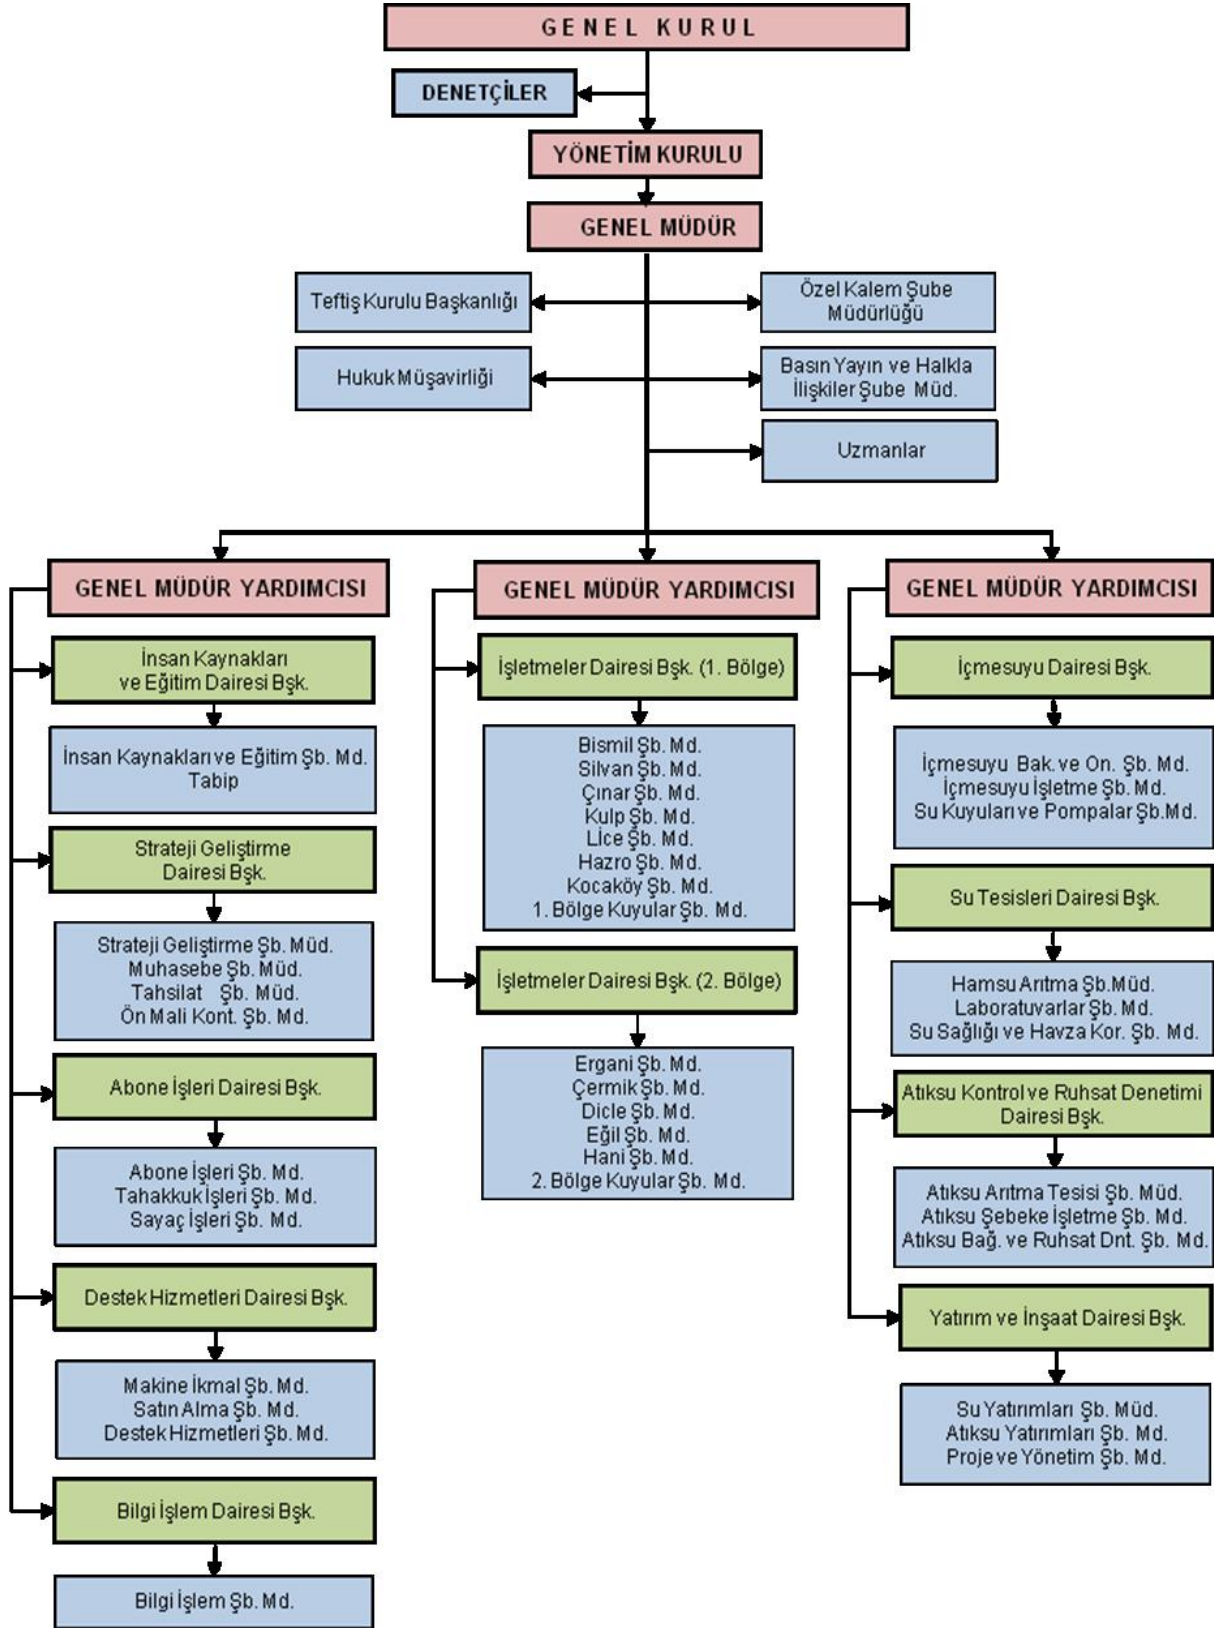 GENEL KURUL
DENETÇİLER
YÖNETİM KURULU
GENEL MÜDÜR
Teftiş Kurulu Başkanlığı
Özel Kalem Şube
Müdürlüğü
Hukuk Müşavirliği
Basın Yayın ve Halkla
İlişkiler Şube Müd.
Uzmanlar
GENEL MÜDÜR YARDIMCISI
İnsan Kaynakları
ve Eğitim Dairesi Bşk.
İnsan Kaynakları ve Eğitim Şb. Md.
Tabip
Strateji Geliştirme
Dairesi Bşk.
Strateji Geliştirme Şb. Müd.
Muhasebe Şb. Müd.
Tahsilat Şb. Müd.
Ön Mali Kont. Şb. Md.
Abone İşleri Dairesi Bşk.
Abone İşleri Şb. Md.
Tahakkuk İşleri Şb. Md.
Sayaç İşleri Şb. Md.
Destek Hizmetleri Dairesi Bşk.
Makine İkmal Şb. Md.
Satın Alma Şb. Md.
Destek Hizmetleri Şb. Md.
Bilgi İşlem Dairesi Bşk.
Bilgi İşlem Şb. Md.
GENEL MÜDÜR YARDIMCISI
İşletmeler Dairesi Bşk. (1. Bölge)
Bismil Şb. Md.
Silvan Şb. Md.
Çınar Şb. Md.
Kulp Şb. Md.
Lice Şb. Md.
Hazro Şb. Md.
Kocaköy Şb. Md.
1. Bölge Kuyular Şb. Md.
İşletmeler Dairesi Bşk. (2. Bölge)
Ergani Şb. Md.
Çermik Şb. Md.
Dicle Şb. Md.
Eğil Şb. Md.
Hani Şb. Md.
2. Bölge Kuyular Şb. Md.
GENEL MÜDÜR YARDIMCISI
İçmesuyu Dairesi Bşk.
İçmesuyu Bak. ve On. Şb. Md.
İçmesuyu İşletme Şb. Md.
Su Kuyuları ve Pompalar Şb.Md.
Su Tesisleri Dairesi Bşk.
Hamsu Arıtma Şb.Müd.
Laboratuvarlar Şb. Md.
Su Sağlığı ve Havza Kor. Şb. Md.
Atıksu Kontrol ve Ruhsat Denetimi
Dairesi Bşk.
Atıksu Arıtma Tesisi Şb. Müd.
Atıksu Şebeke İşletme Şb. Md.
Atıksu Bağ. ve Ruhsat Dnt. Şb. Md.
Yatırım ve İnşaat Dairesi Bşk.
Su Yatırımları Şb. Müd.
Atıksu Yatırımları Şb. Md.
Proje ve Yönetim Şb. Md.